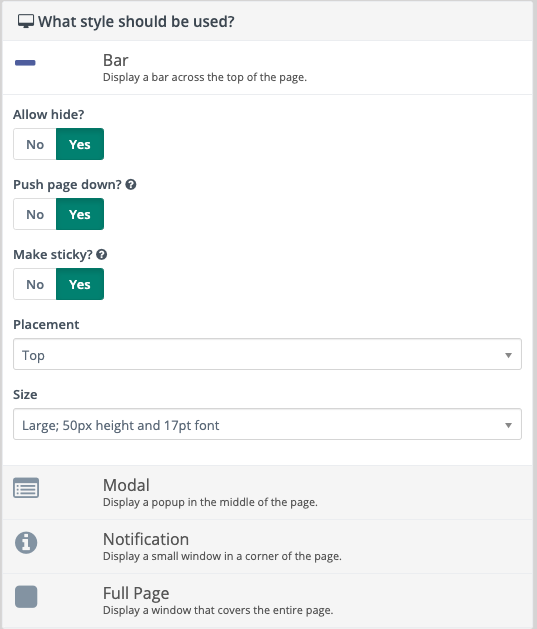 What style should be used?
Bar
Display a bar across the top of the page.
Allow hide?
No Yes
Push page down?
No Yes
Make sticky?
No Yes
Placement
Top
Size
Large; 50px height and 17pt font
Modal
Display a popup in the middle of the page.
Notification
Display a small window in a corner of the page.
Full Page
Display a window that covers the entire page.